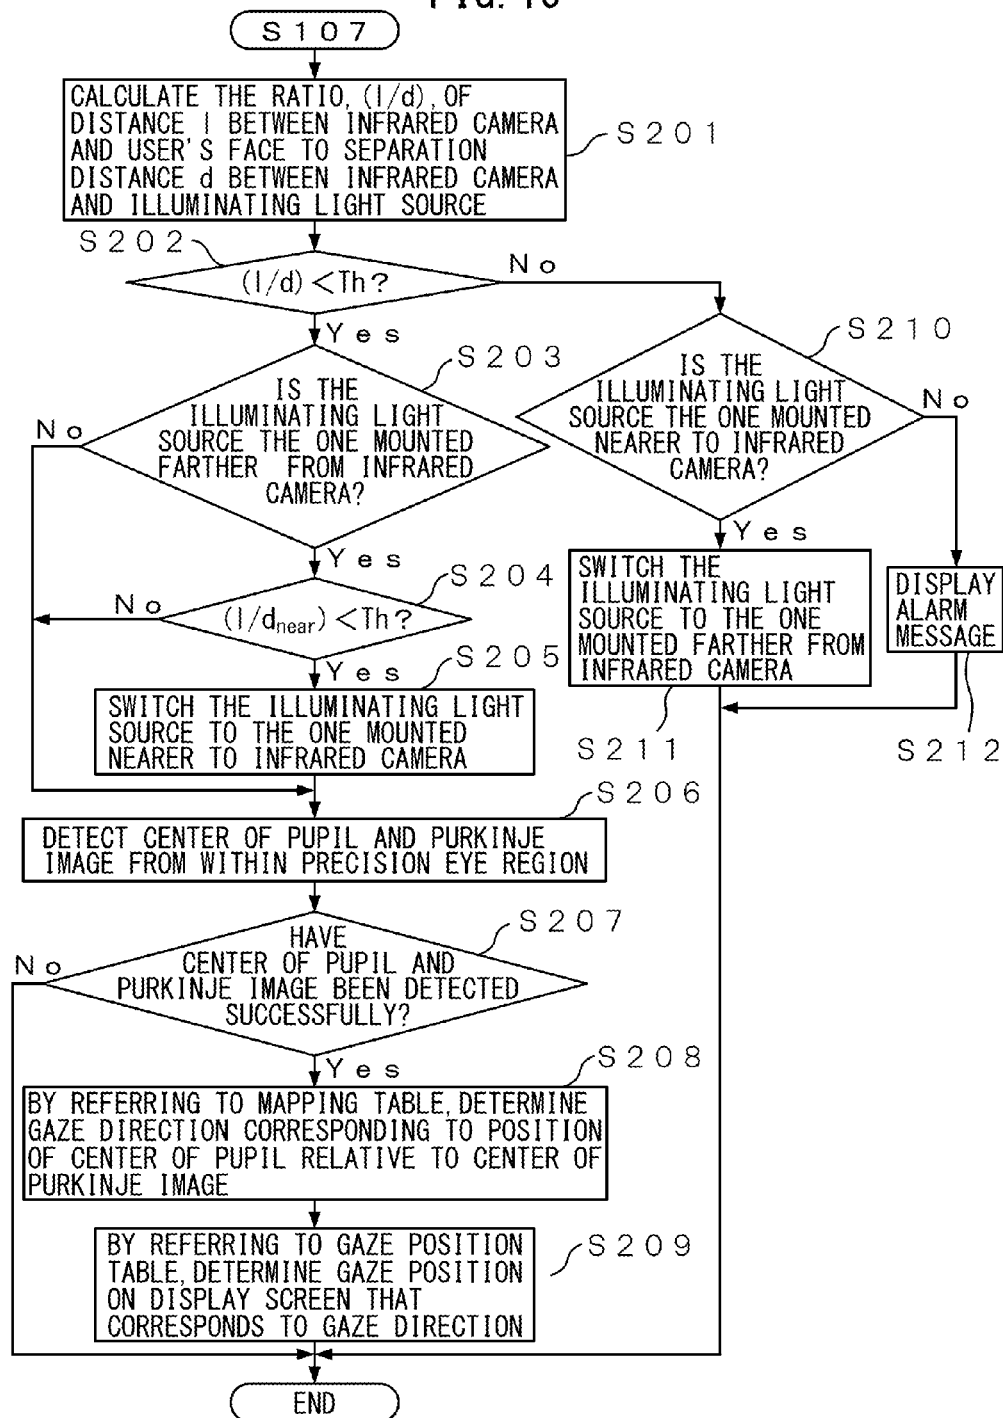 FIG. 10
S107
CALCULATE THE RATIO, (l/d), OF
DISTANCE l BETWEEN INFRARED CAMERA
AND USER'S FACE TO SEPARATION
DISTANCE d BETWEEN INFRARED CAMERA
AND ILLUMINATING LIGHT SOURCE
S201
S202
(l/d) <Th?
No
Yes
S203
IS THE
ILLUMINATING LIGHT
SOURCE THE ONE MOUNTED
FARTHER FROM INFRARED
CAMERA?
No
Yes
S210
IS THE
ILLUMINATING LIGHT
SOURCE THE ONE MOUNTED
NEARER TO INFRARED
CAMERA?
No
Yes
S204
(l/dnear) <Th?
No
Yes
SWITCH THE
ILLUMINATING LIGHT
SOURCE TO THE ONE
MOUNTED FARTHER FROM
INFRARED CAMERA
S211
DISPLAY
ALARM
MESSAGE
S212
S205
SWITCH THE ILLUMINATING LIGHT
SOURCE TO THE ONE MOUNTED
NEARER TO INFRARED CAMERA
S206
DETECT CENTER OF PUPIL AND PURKINJE
IMAGE FROM WITHIN PRECISION EYE REGION
S207
HAVE
CENTER OF PUPIL AND
PURKINJE IMAGE BEEN DETECTED
SUCCESSFULLY?
No
Yes
S208
BY REFERRING TO MAPPING TABLE, DETERMINE
GAZE DIRECTION CORRESPONDING TO POSITION
OF CENTER OF PUPIL RELATIVE TO CENTER OF
PURKINJE IMAGE
BY REFERRING TO GAZE POSITION
TABLE, DETERMINE GAZE POSITION
ON DISPLAY SCREEN THAT
CORRESPONDS TO GAZE DIRECTION
S209
END